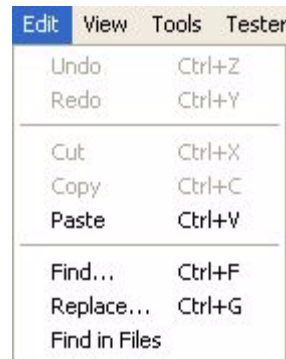 Edit View Tools Tester
Undo Ctrl+Z
Redo Ctrl+Y
Cut Ctrl+X
Copy Ctrl+C
Paste Ctrl+V
Find... Ctrl+F
Replace... Ctrl+G
Find in Files